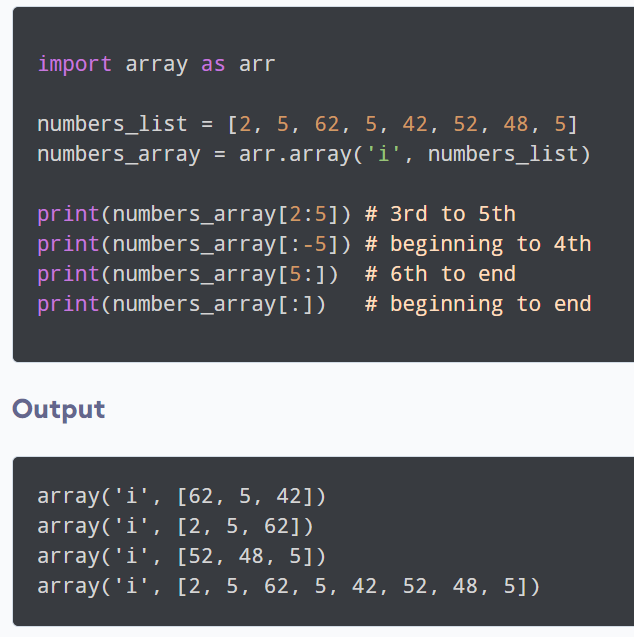 import array as arr
numbers_list = [2, 5, 62, 5, 42, 52, 48, 5]
numbers_array = arr.array('i', numbers_list)
print(numbers_array[2:5]) # 3rd to 5th
print(numbers_array[:-5]) # beginning to 4th
print(numbers_array[5:])  # 6th to end
print(numbers_array[:])   # beginning to end
Output
array('i', [62, 5, 42])
array('i', [2, 5, 62])
array('i', [52, 48, 5])
array('i', [2, 5, 62, 5, 42, 52, 48, 5])